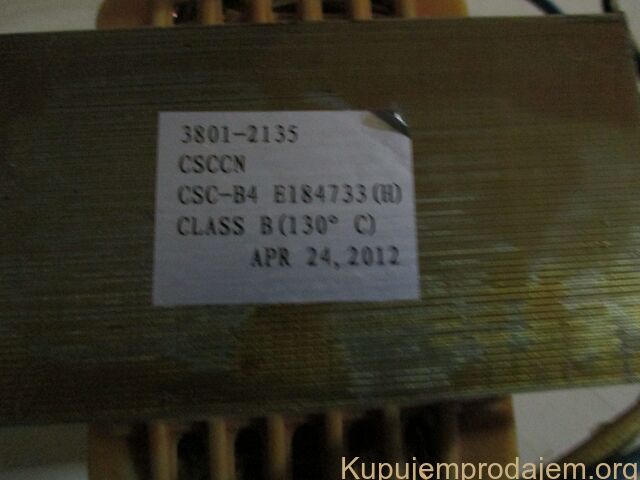 3801-2135
CSCCN
CSC-B4 E184733(H)
CLASS B(130° C)
APR 24,2012
Kupujemprodajem.org